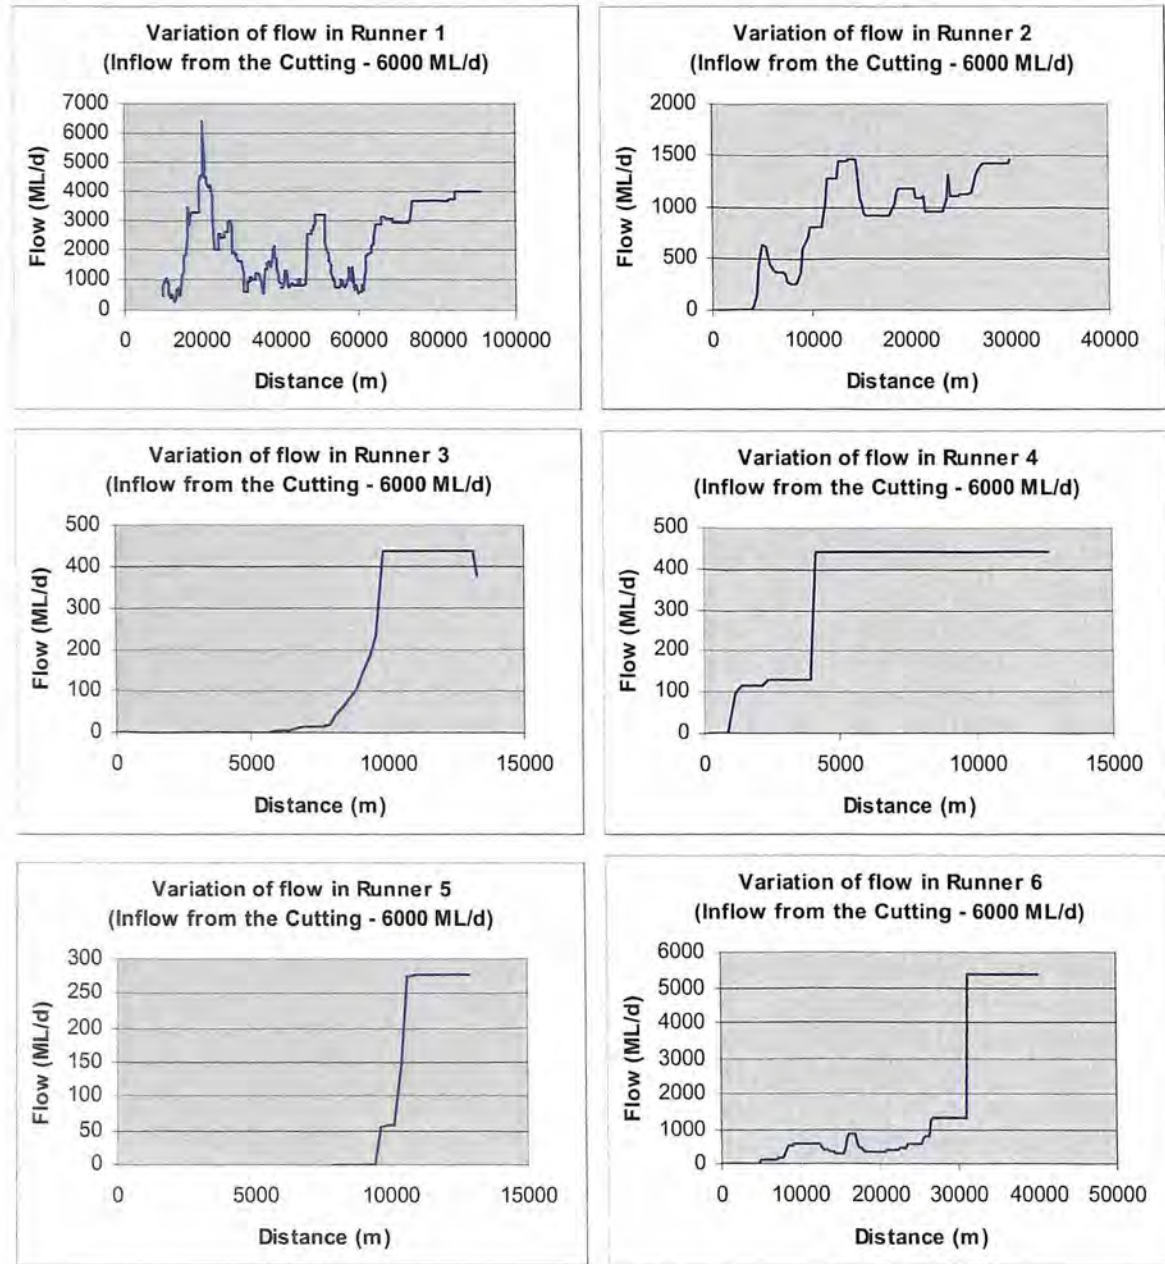 Variation of flow in Runner 1
(Inflow from the Cutting - 6000 ML/d)
7000
6000
5000
4000
3000
2000
1000
0
Flow (ML/d)
0 20000 40000 60000 80000 100000
Distance (m)
Variation of flow in Runner 2
(Inflow from the Cutting - 6000 ML/d)
2000
1500
1000
500
0
Flow (ML/d)
0 10000 20000 30000 40000
Distance (m)
Variation of flow in Runner 3
(Inflow from the Cutting - 6000 ML/d)
500
400
300
200
100
0
Flow (ML/d)
0 5000 10000 15000
Distance (m)
Variation of flow in Runner 4
(Inflow from the Cutting - 6000 ML/d)
500
400
300
200
100
0
Flow (ML/d)
0 5000 10000 15000
Distance (m)
Variation of flow in Runner 5
(Inflow from the Cutting - 6000 ML/d)
300
250
200
150
100
50
0
Flow (ML/d)
0 5000 10000 15000
Distance (m)
Variation of flow in Runner 6
(Inflow from the Cutting - 6000 ML/d)
6000
5000
4000
3000
2000
1000
0
Flow (ML/d)
0 10000 20000 30000 40000 50000
Distance (m)